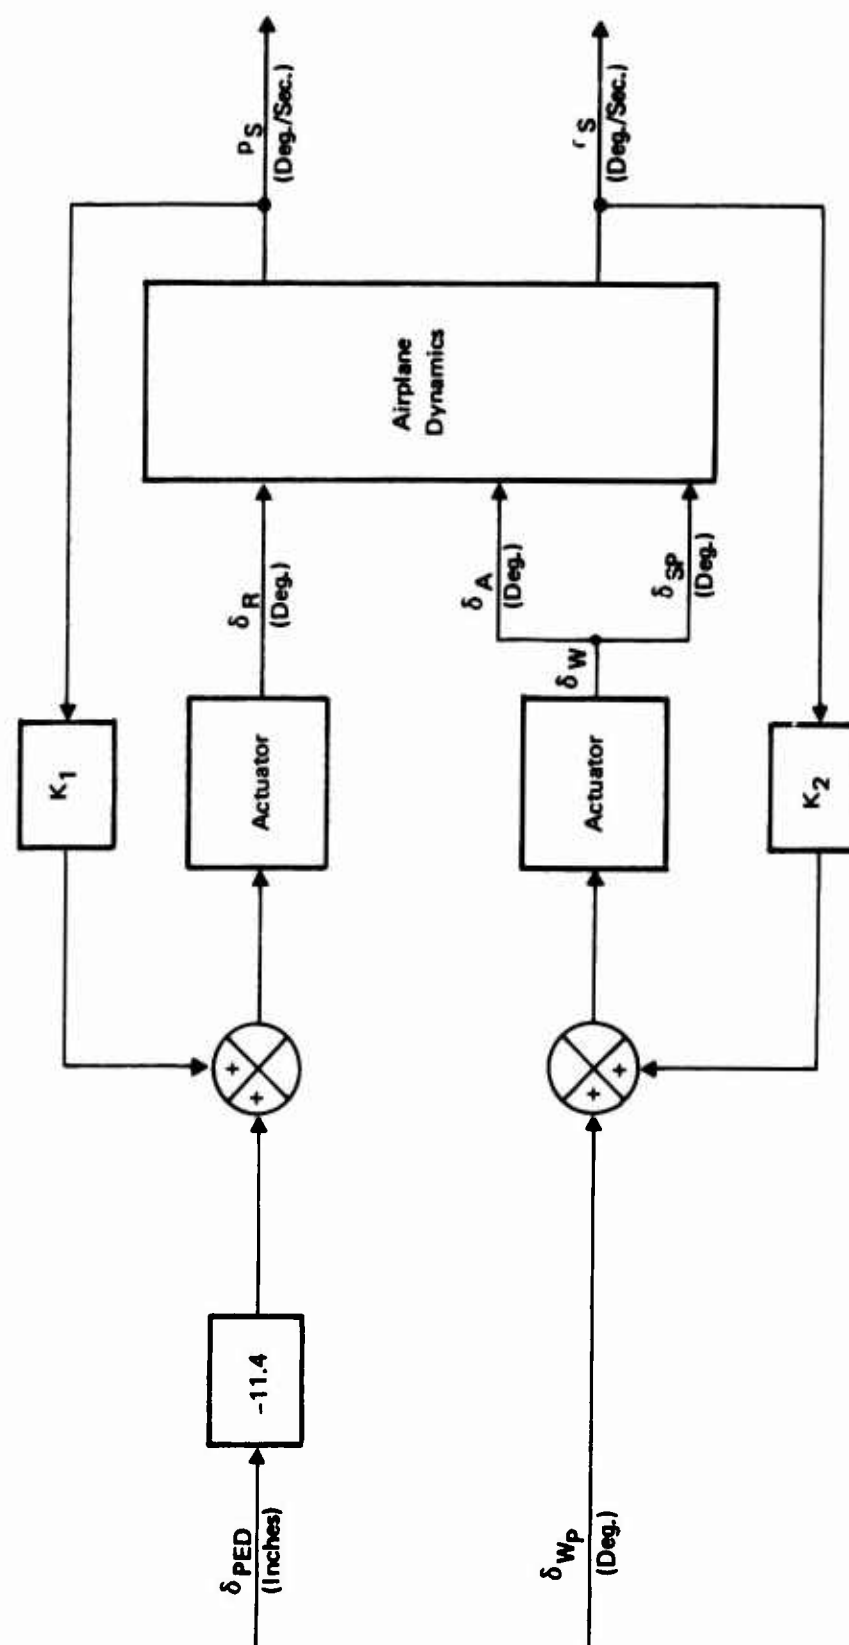 δPED
(Inches)
-11.4
+
+
K1
Actuator
δR
(Deg.)
Airplane
Dynamics
pS
(Deg./Sec.)
δWP
(Deg.)
+
+
Actuator
δW
δA
(Deg.)
δSP
(Deg.)
K2
rS
(Deg./Sec.)